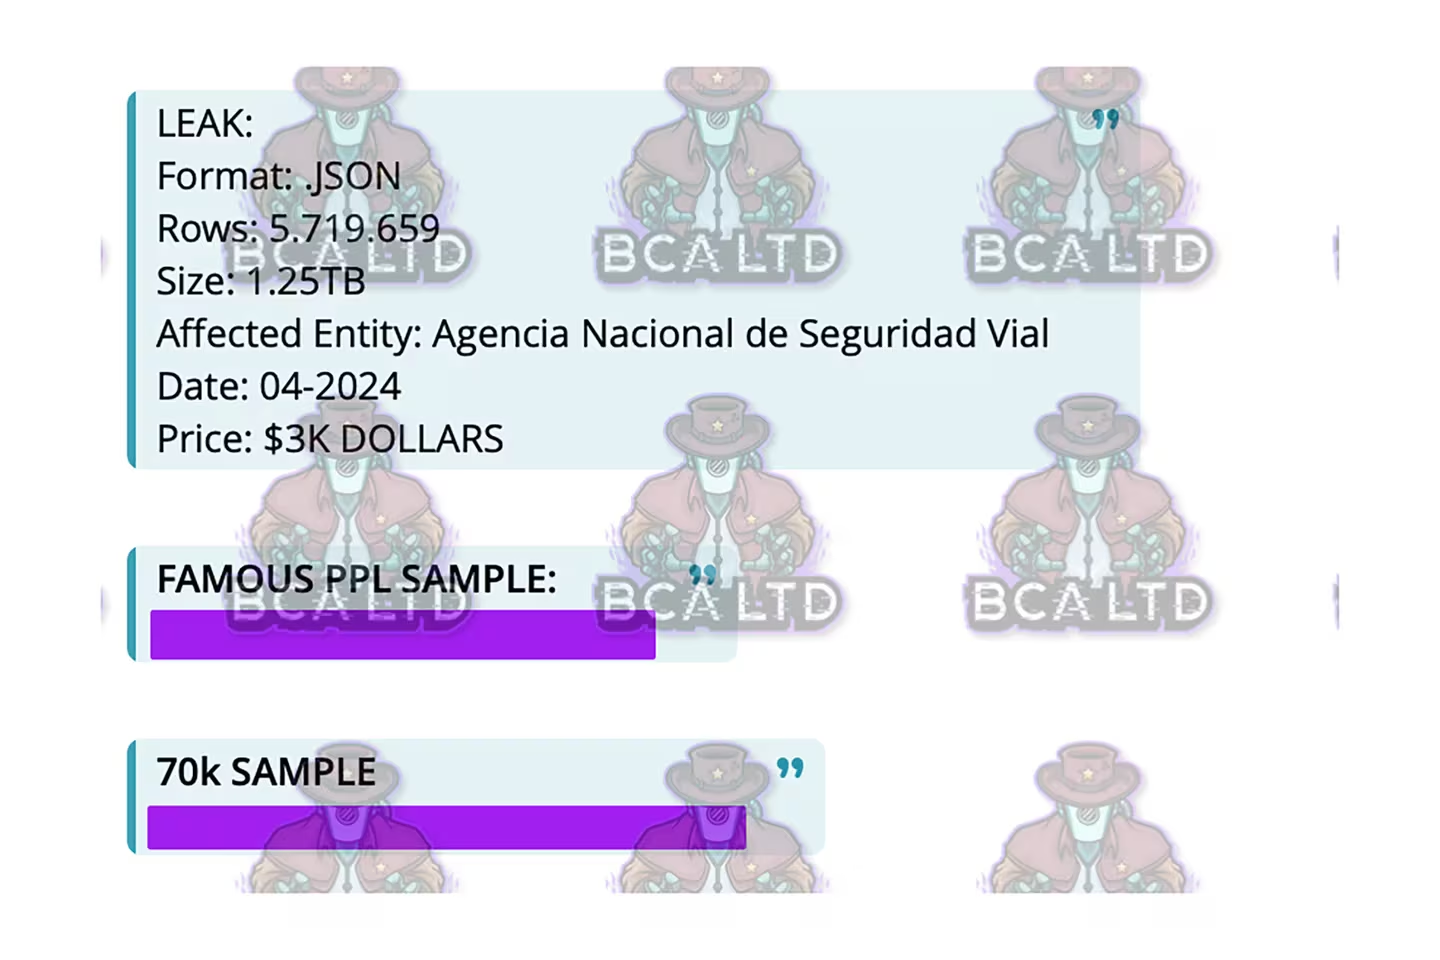 LEAK:
Format: .JSON
Rows: 5.719.659
Size: 1.25TB
Affected Entity: Agencia Nacional de Seguridad Vial
Date: 04-2024
Price: $3K DOLLARS
BCA LTD BCA LTD BCA LTD
FAMOUS PPL SAMPLE:
BCA LTD BCA LTD BCA LTD
70k SAMPLE